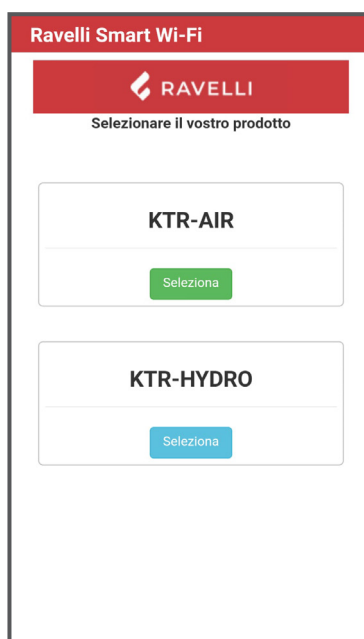 Ravelli Smart Wi-Fi
RAVELLI
Selezionare il vostro prodotto
KTR-AIR
Seleziona
KTR-HYDRO
Seleziona